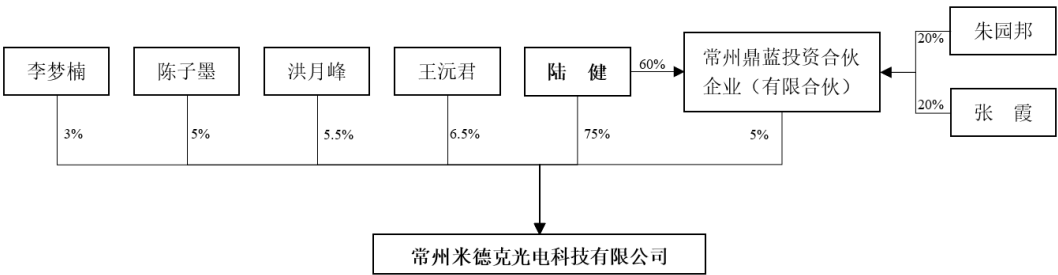 朱园邦
20%
李梦楠
陈子墨
洪月峰
王沅君
陆 健
60%
常州鼎蓝投资合伙
企业（有限合伙）
20%
张 霞
3%
5%
5.5%
6.5%
75%
5%
常州米德克光电科技有限公司